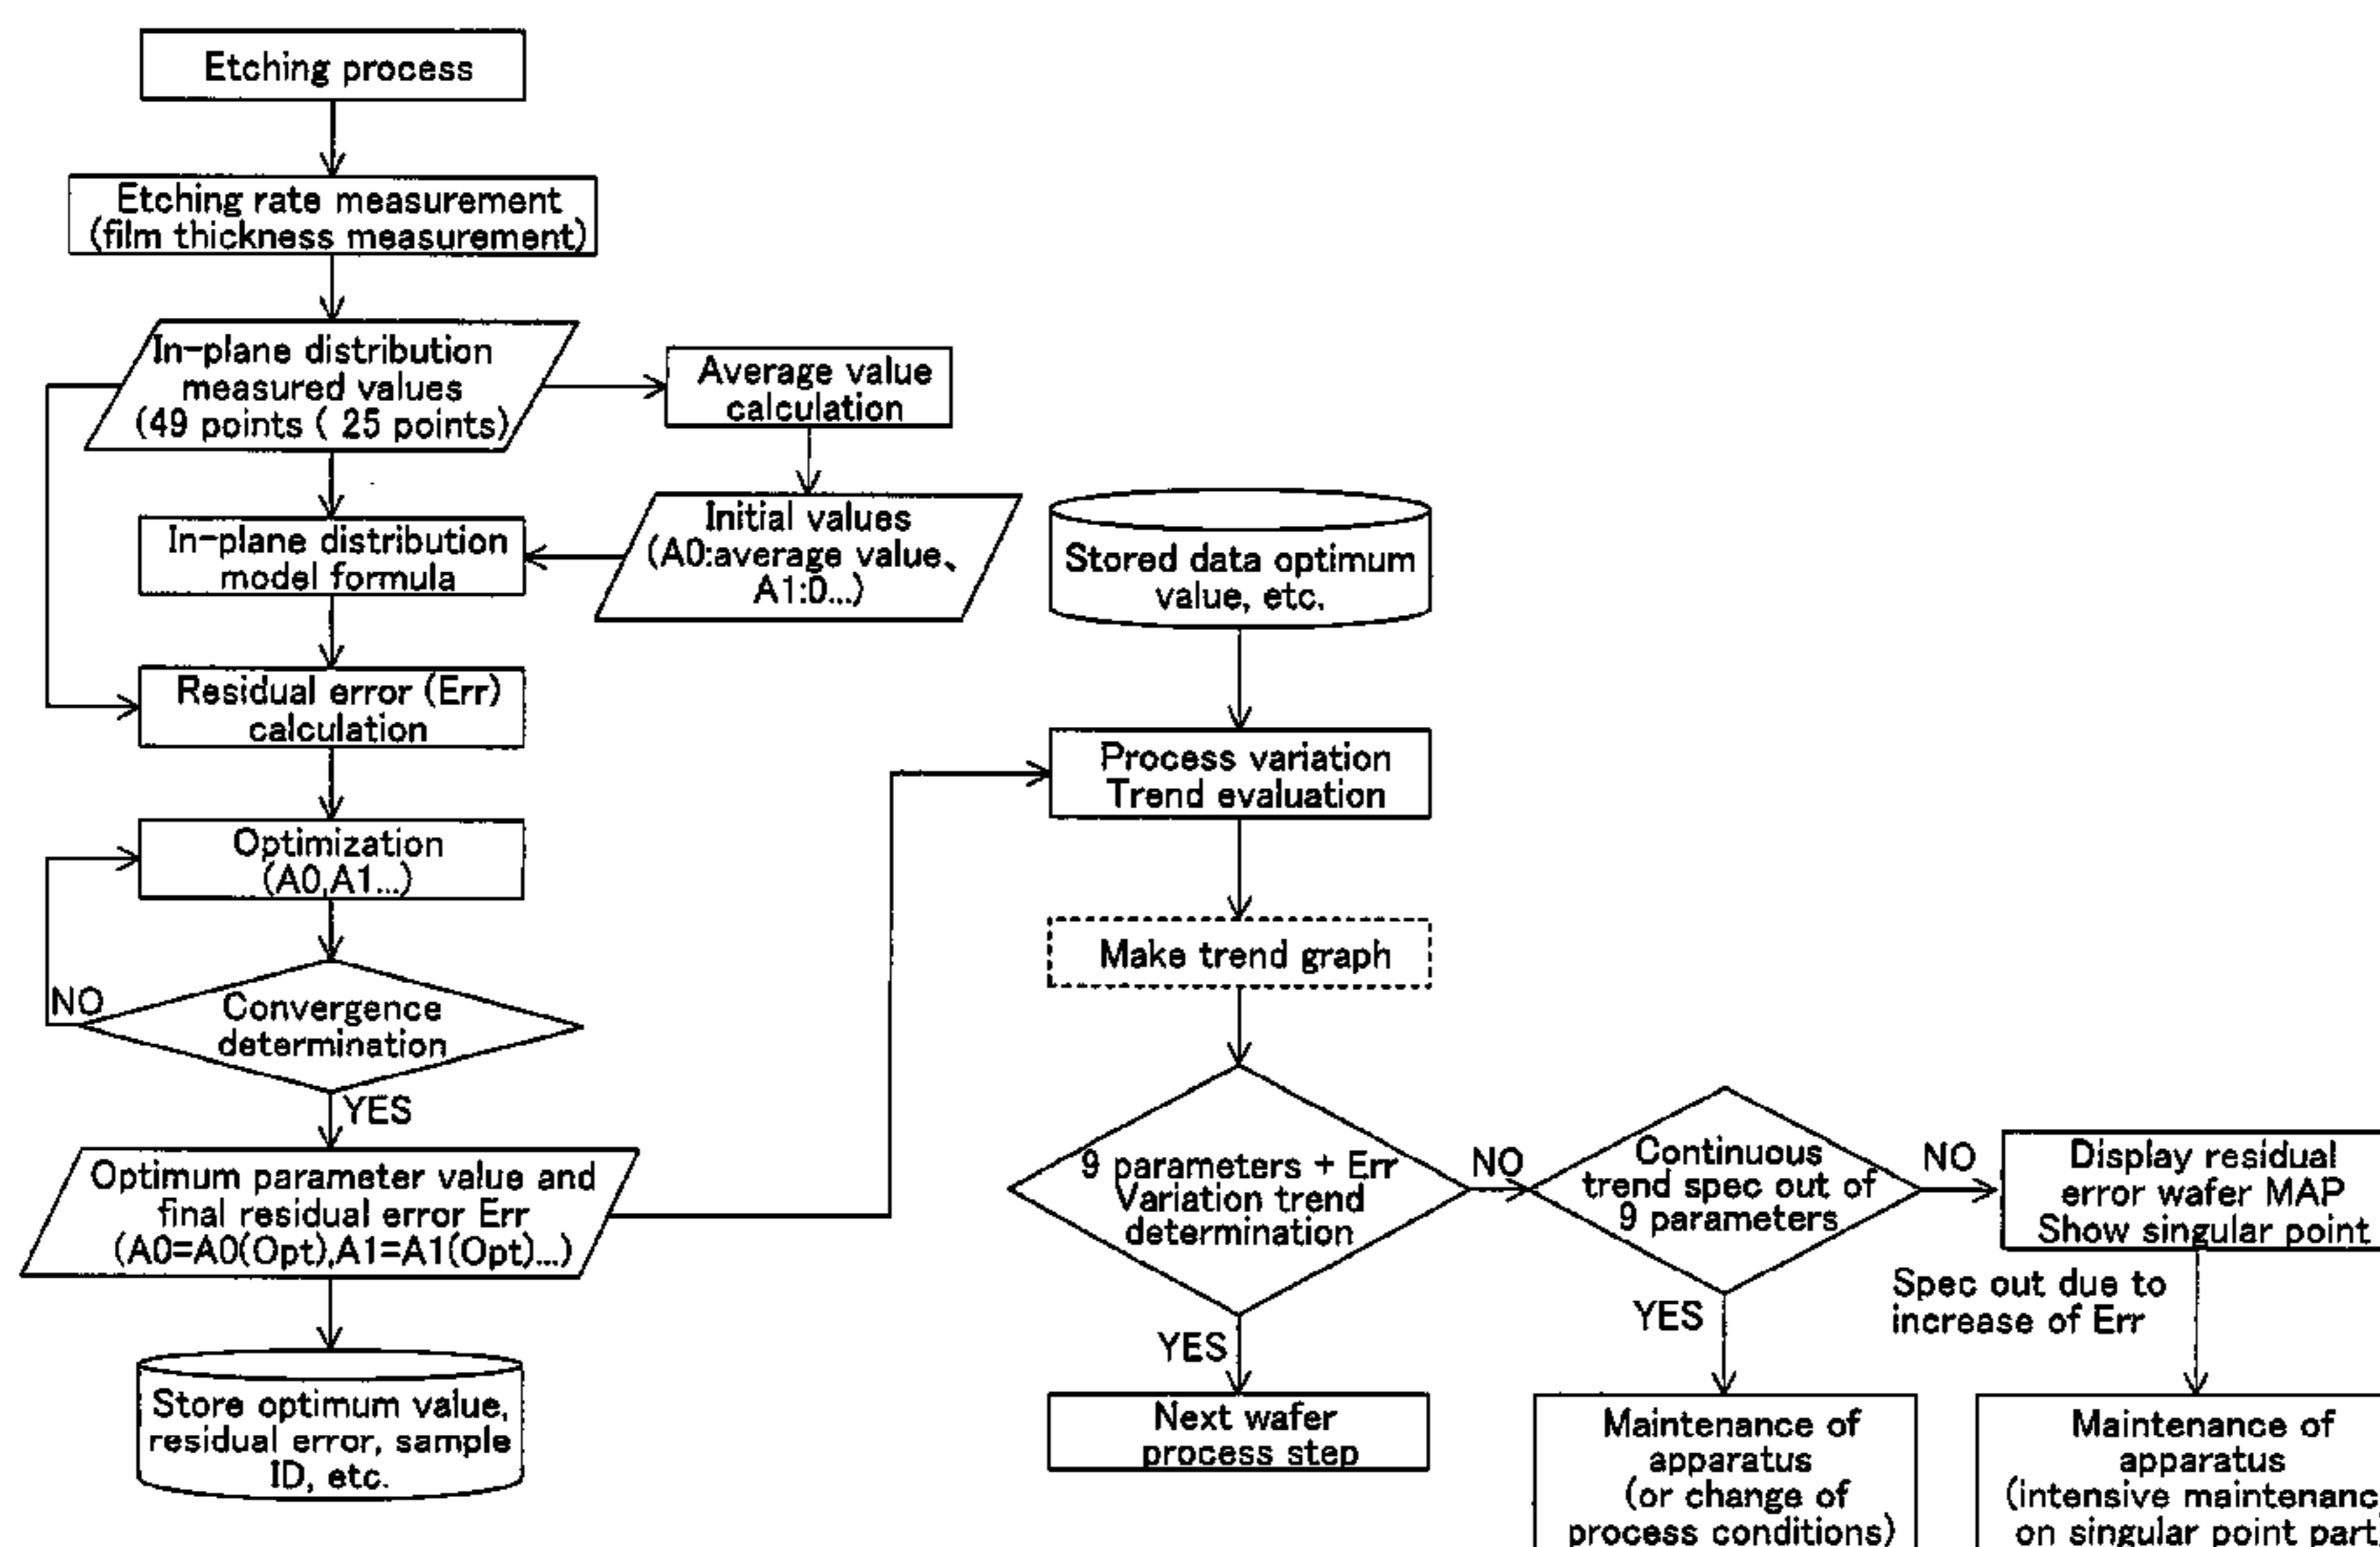 Etching process
Etching rate measurement
(film thickness measurement)
In-plane distribution
measured values
(49 points ( 25 points)
Average value
calculation
In-plane distribution
model formula
Initial values
(A0:average value、
A1:0...)
Stored data optimum
value, etc.
Residual error (Err)
calculation
Process variation
Trend evaluation
Optimization
(A0,A1...)
Make trend graph
NO
Convergence
determination
YES
Optimum parameter value and
final residual error Err
(A0=A0(Opt),A1=A1(Opt)...)
9 parameters + Err
Variation trend
determination
NO
Continuous
trend spec out of
9 parameters
NO
Display residual
error wafer MAP
Show singular point
YES
YES
Spec out due to
increase of Err
Store optimum value,
residual error, sample
ID, etc.
Next wafer
process step
Maintenance of
apparatus
(or change of
process conditions)
Maintenance of
apparatus
(intensive maintenanc
on singular point part)